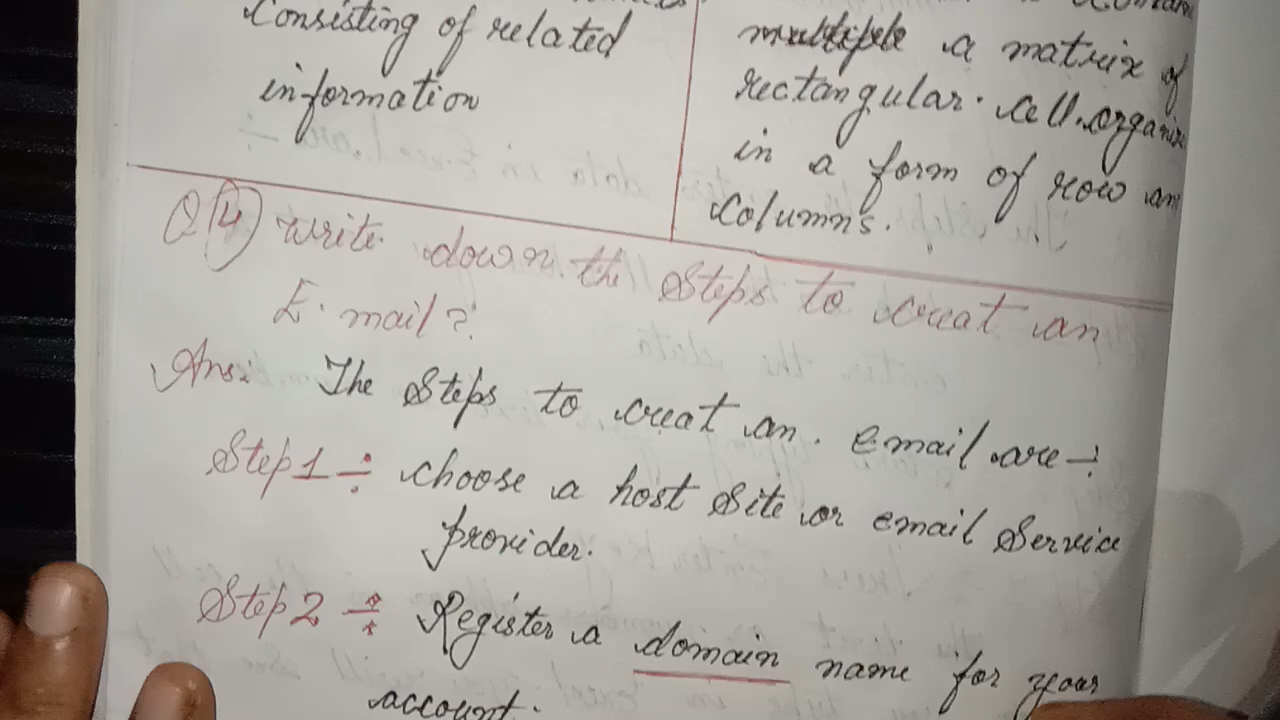 Consisting of related
information
a matrix of
rectangular. Cell. organiz
in a form of row an
Columns.
Q(4) write down the Steps to creat an
E. mail?
Ans: The Steps to creat an. email are ÷
Step 1 ÷ choose a host Site or email Service
provider.
Step 2 ÷ Register a domain name for your
account.